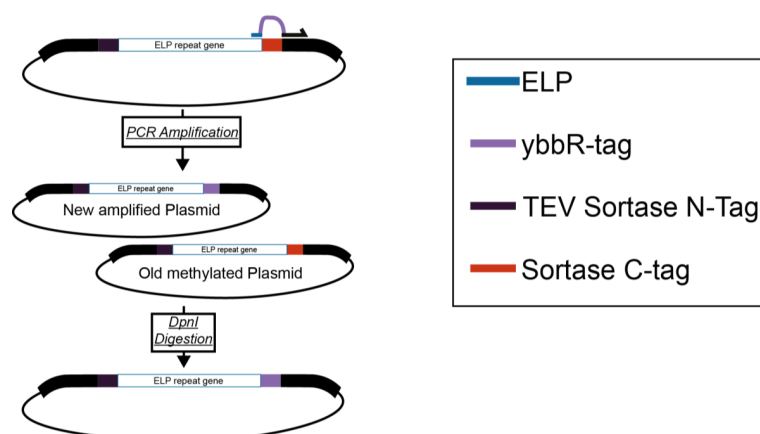 ELP repeat gene
PCR Amplification
ELP repeat gene
New amplified Plasmid
ELP repeat gene
Old methylated Plasmid
DpnI
Digestion
ELP repeat gene
ELP
ybbR-tag
TEV Sortase N-Tag
Sortase C-tag